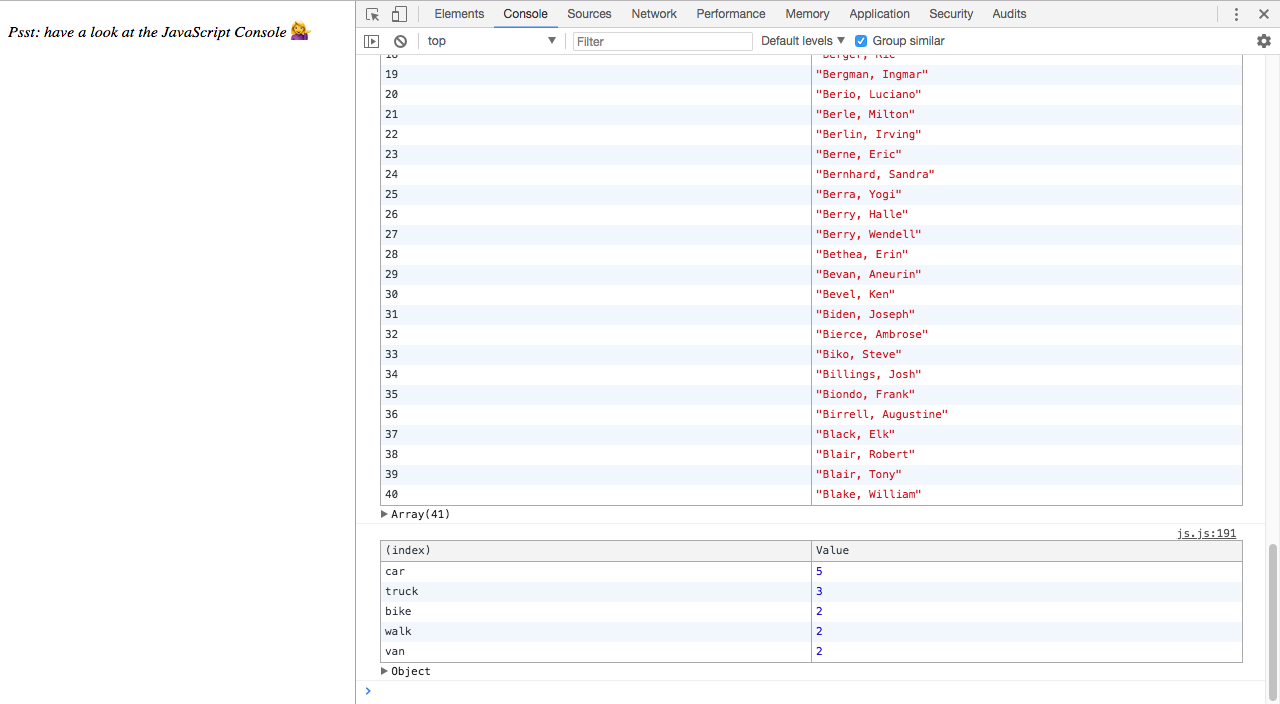 Psst: have a look at the JavaScript Console 💁‍♀️
Elements Console Sources Network Performance Memory Application Security Audits
top Filter Default levels Group similar
18 "Berger, Ric"
19 "Bergman, Ingmar"
20 "Berio, Luciano"
21 "Berle, Milton"
22 "Berlin, Irving"
23 "Berne, Eric"
24 "Bernhard, Sandra"
25 "Berra, Yogi"
26 "Berry, Halle"
27 "Berry, Wendell"
28 "Bethea, Erin"
29 "Bevan, Aneurin"
30 "Bevel, Ken"
31 "Biden, Joseph"
32 "Bierce, Ambrose"
33 "Biko, Steve"
34 "Billings, Josh"
35 "Biondo, Frank"
36 "Birrell, Augustine"
37 "Black, Elk"
38 "Blair, Robert"
39 "Blair, Tony"
40 "Blake, William"
Array(41)
js.js:191
(index) Value
car 5
truck 3
bike 2
walk 2
van 2
Object